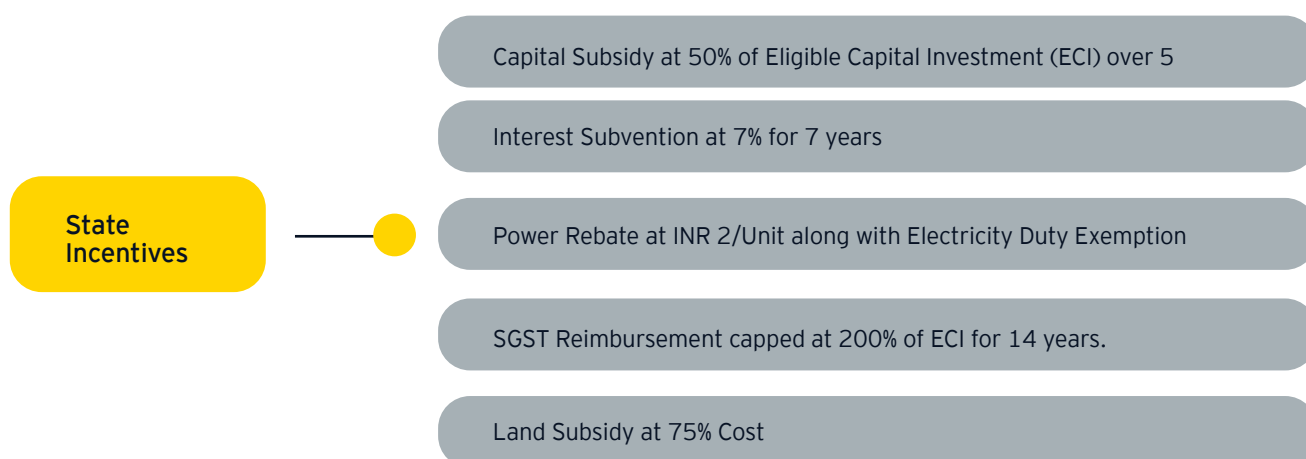 Capital Subsidy at 50% of Eligible Capital Investment (ECI) over 5
Interest Subvention at 7% for 7 years
State
Incentives
Power Rebate at INR 2/Unit along with Electricity Duty Exemption
SGST Reimbursement capped at 200% of ECI for 14 years.
Land Subsidy at 75% Cost